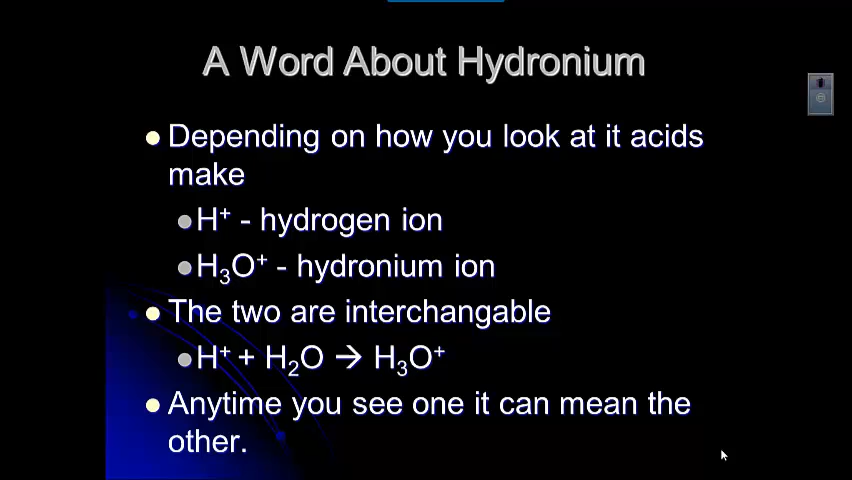 A Word About Hydronium
Depending on how you look at it acids
make
H⁺ - hydrogen ion
H₃O⁺ - hydronium ion
The two are interchangable
H⁺ + H₂O → H₃O⁺
Anytime you see one it can mean the
other.